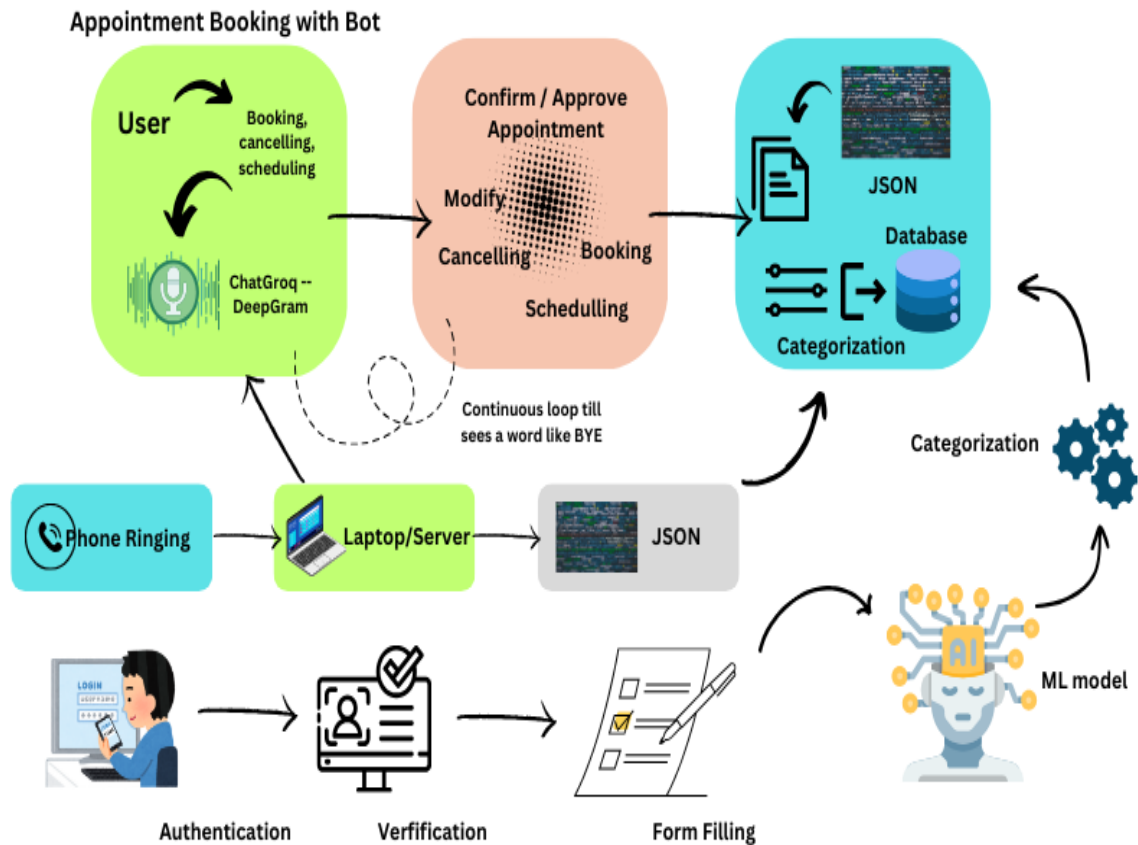 Appointment Booking with Bot
User
Booking,
cancelling,
scheduling
ChatGroq --
DeepGram
Confirm / Approve
Appointment
Modify
Cancelling
Booking
Schedulling
JSON
Database
Categorization
Continuous loop till
sees a word like BYE
Categorization
Phone Ringing
Laptop/Server
JSON
LOGIN
AI
ML model
Authentication
Verfification
Form Filling